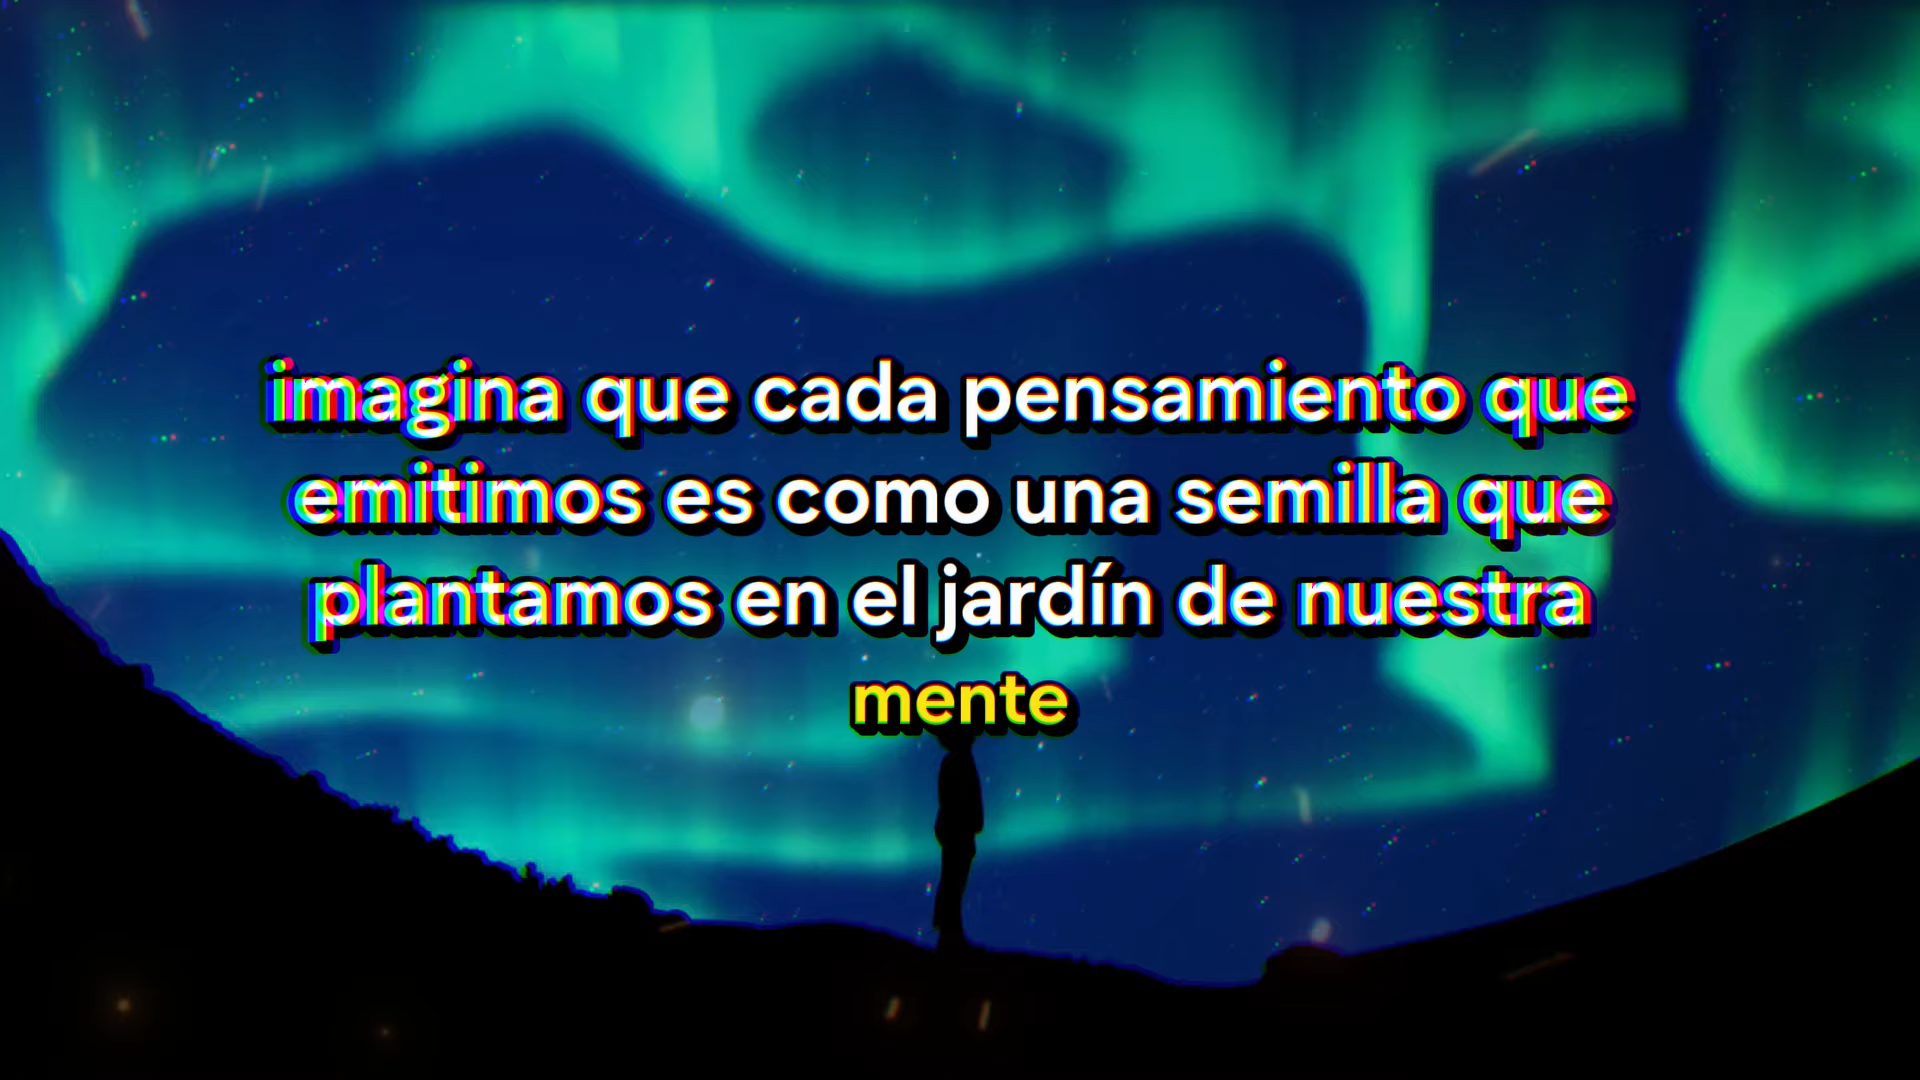 imagina que cada pensamiento que
emitimos es como una semilla que
plantamos en el jardín de nuestra
mente